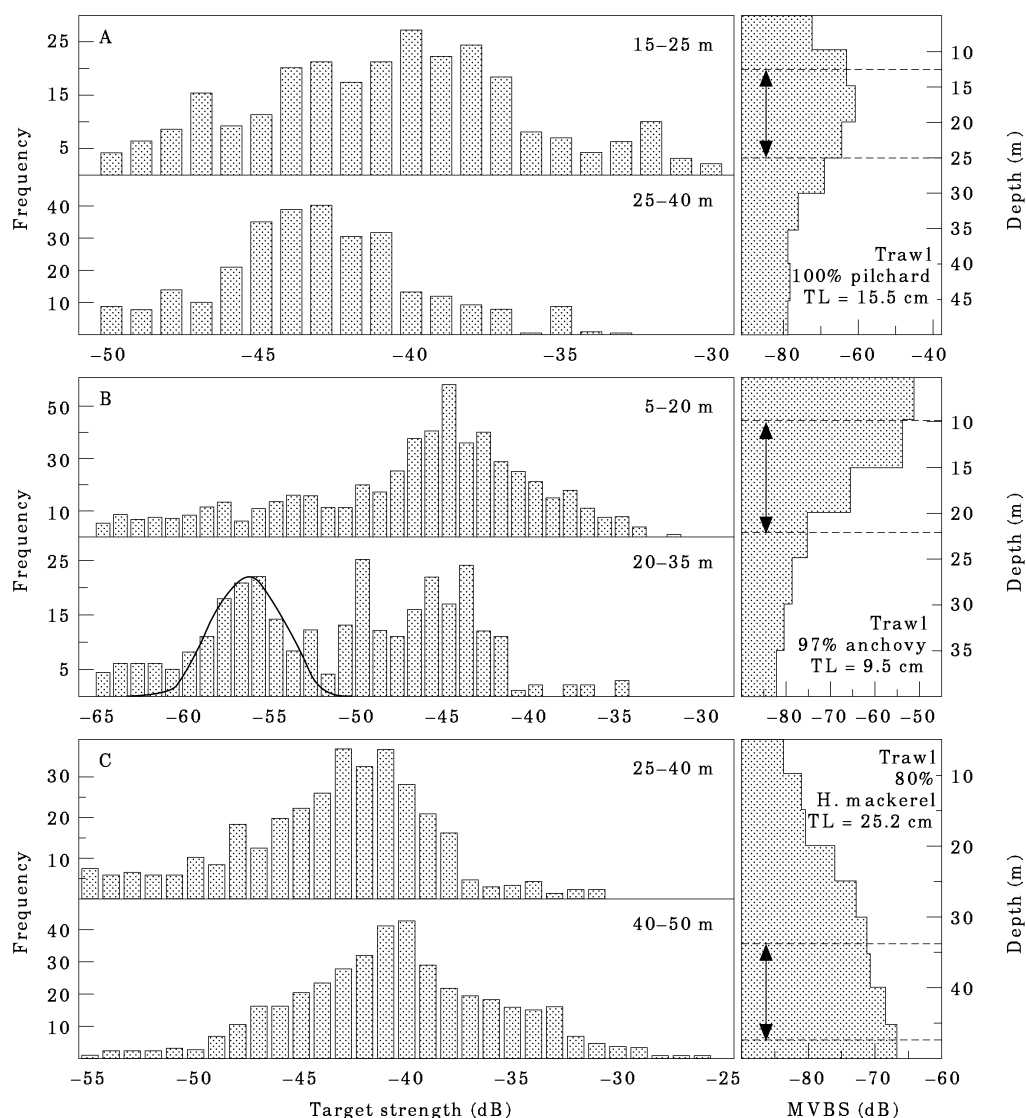 A
15–25 m
Frequency
25
15
5
25–40 m
40
30
20
10
–50
–45
–40
–35
–30
10
15
20
25
30
35
40
45
Depth (m)
Trawl
100% pilchard
TL = 15.5 cm
–80
–60
–40
B
5–20 m
Frequency
50
30
10
20–35 m
25
15
5
–65
–60
–55
–50
–45
–40
–35
–30
10
15
20
25
30
35
Depth (m)
Trawl
97% anchovy
TL = 9.5 cm
–80
–70
–60
–50
C
25–40 m
Frequency
30
20
10
40–50 m
40
30
20
10
–55
–50
–45
–40
–35
–30
–25
Target strength (dB)
Trawl
80%
H. mackerel
TL = 25.2 cm
10
20
30
40
Depth (m)
–80
–70
–60
MVBS (dB)